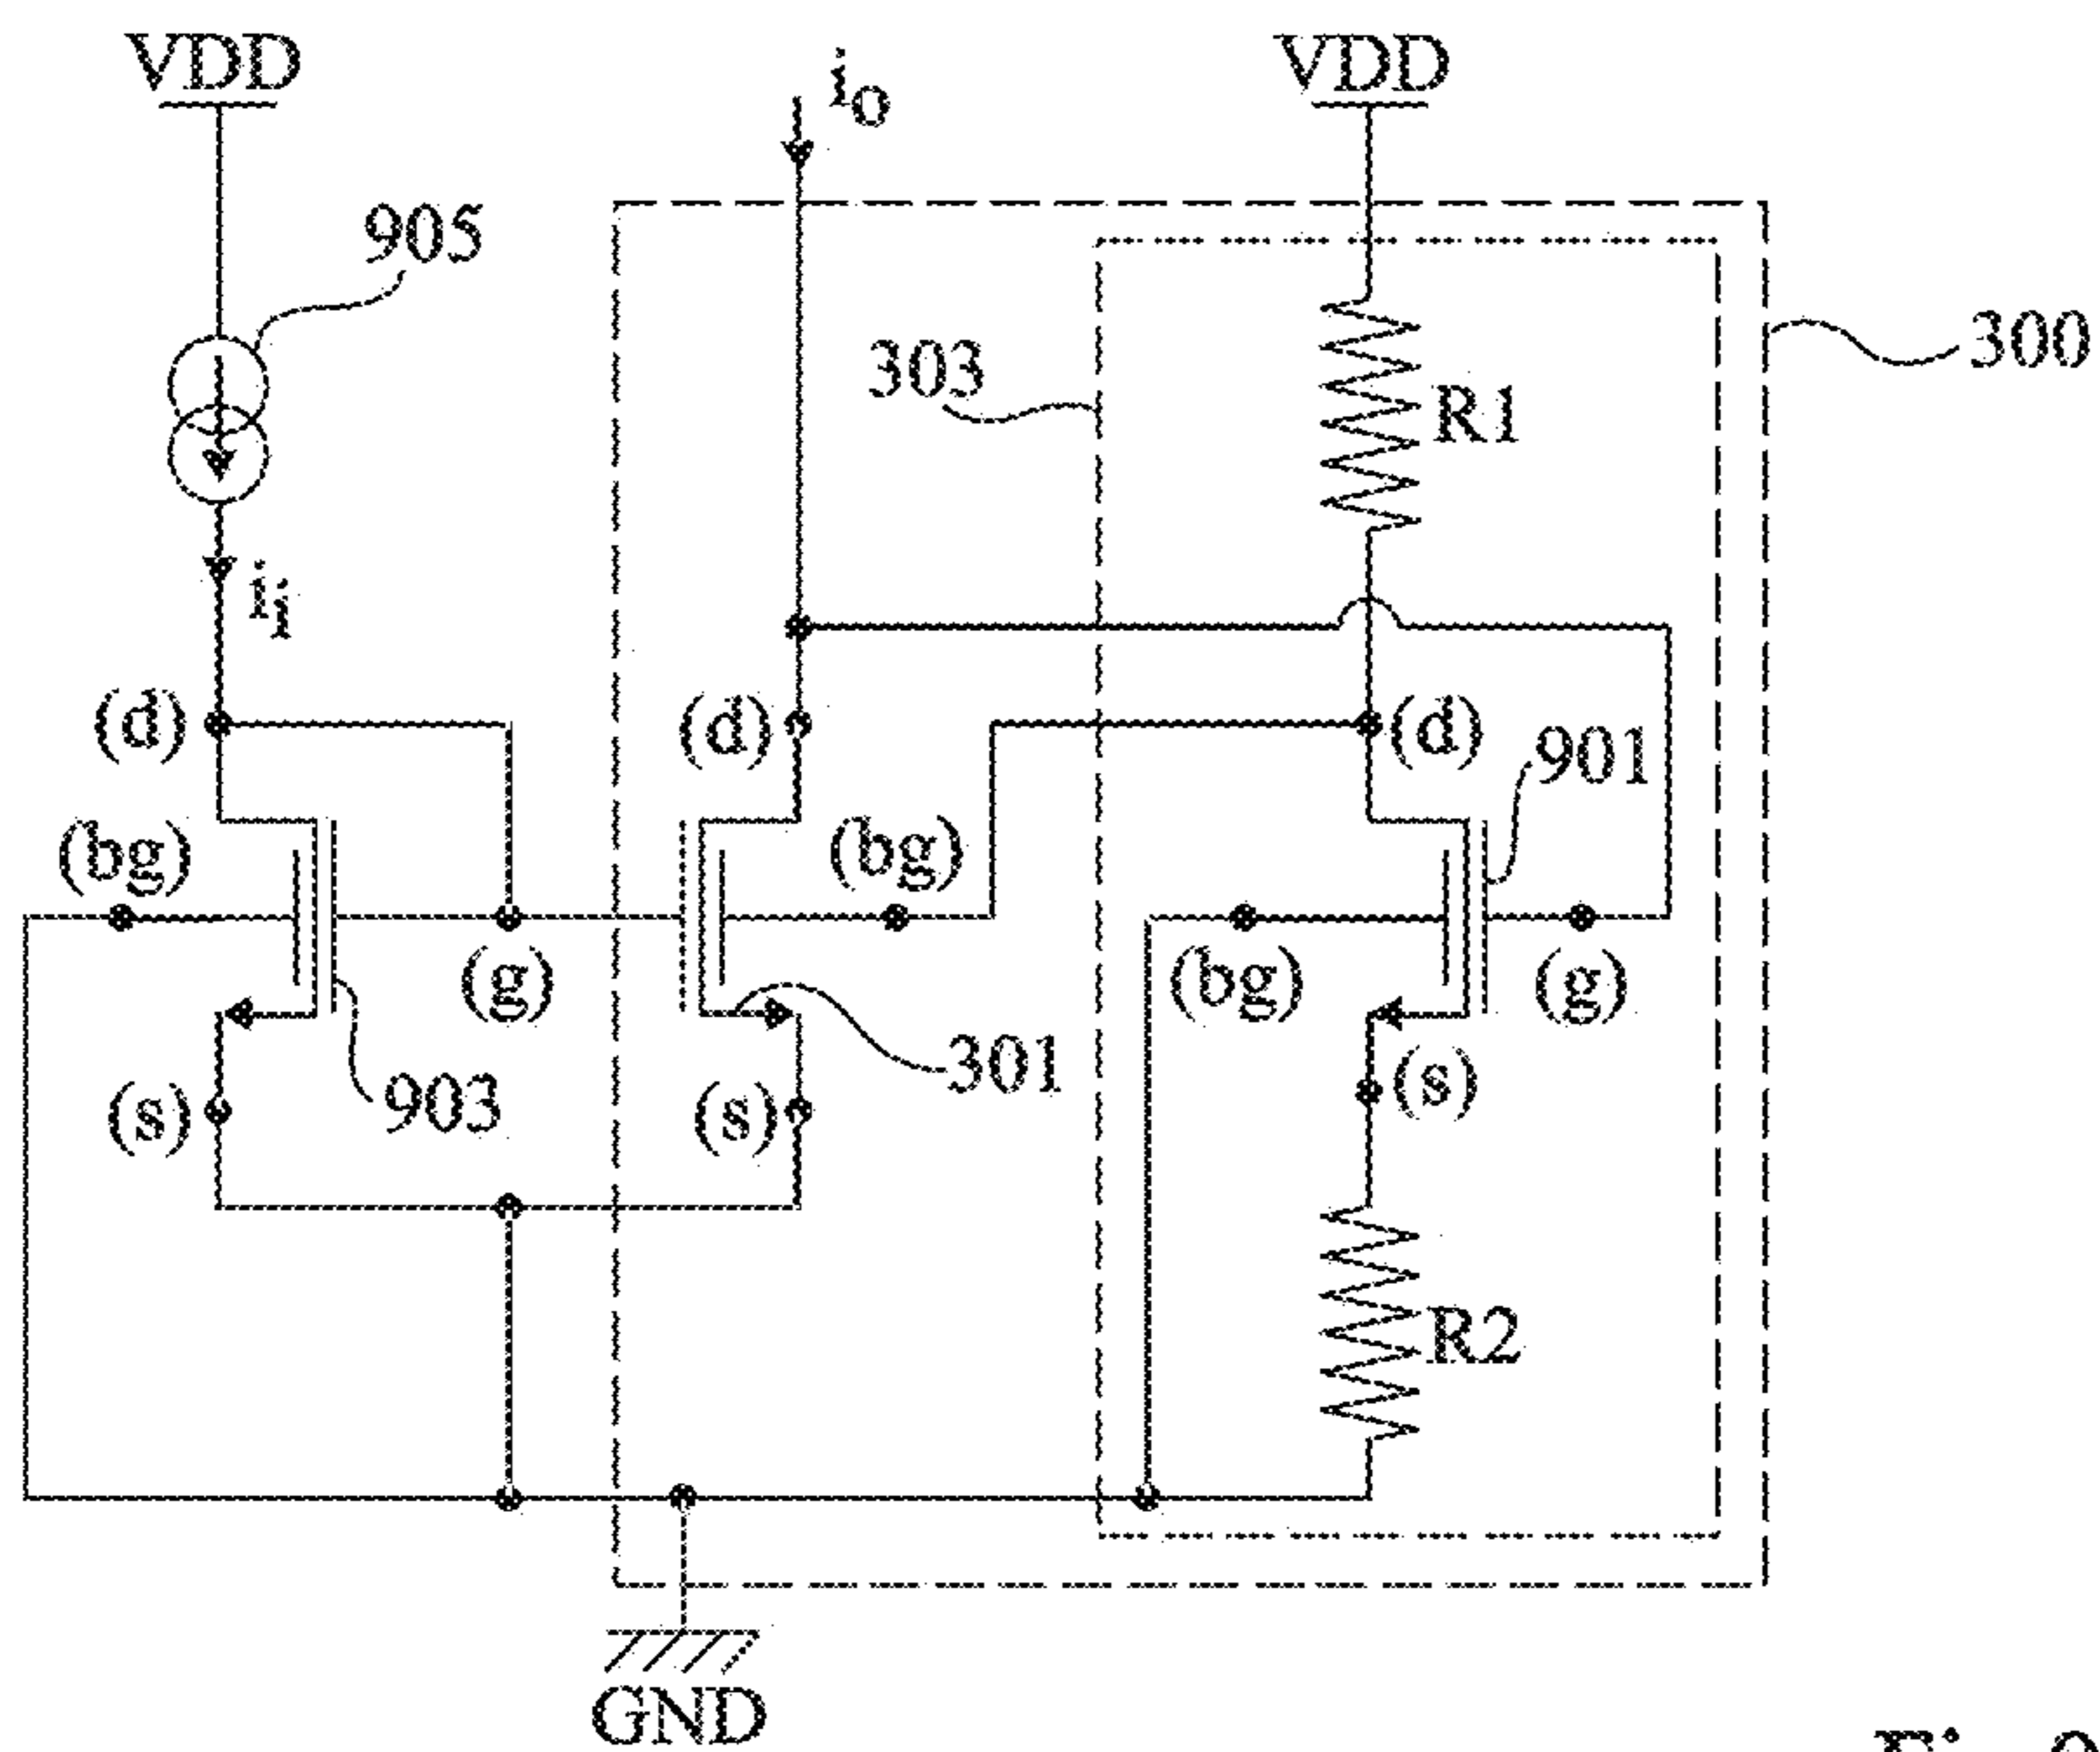 VDD
i₀
VDD
905
303
R1
300
iᵢ
(d)
(d)
(d)
901
(bg)
(bg)
(g)
(bg)
(g)
(s)
903
301
(s)
(s)
R2
GND